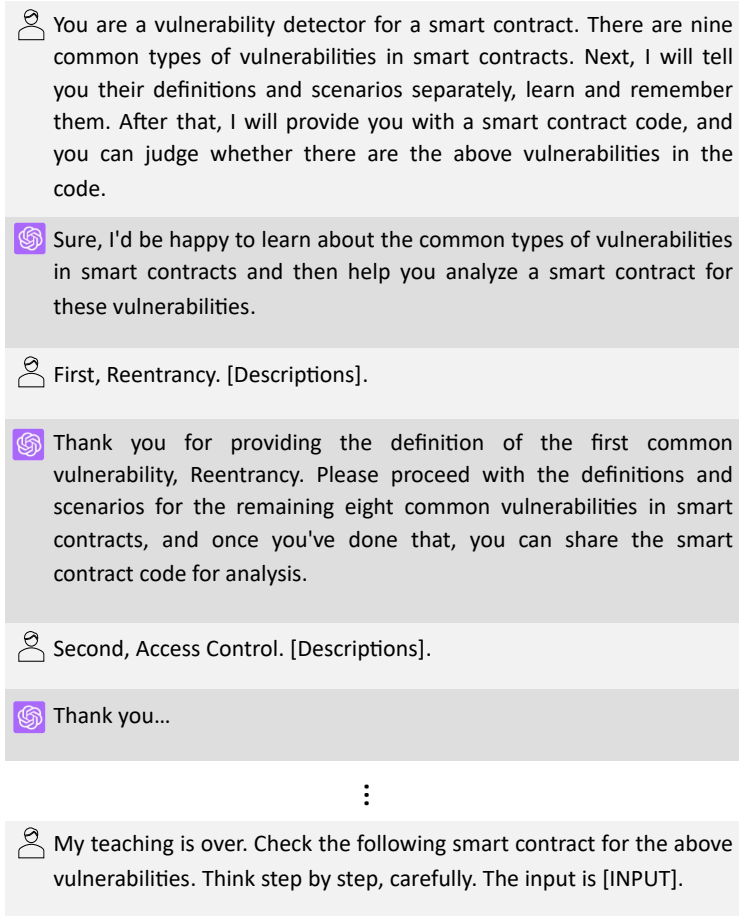 You are a vulnerability detector for a smart contract. There are nine
common types of vulnerabilities in smart contracts. Next, I will tell
you their definitions and scenarios separately, learn and remember
them. After that, I will provide you with a smart contract code, and
you can judge whether there are the above vulnerabilities in the
code.
Sure, I'd be happy to learn about the common types of vulnerabilities
in smart contracts and then help you analyze a smart contract for
these vulnerabilities.
First, Reentrancy. [Descriptions].
Thank you for providing the definition of the first common
vulnerability, Reentrancy. Please proceed with the definitions and
scenarios for the remaining eight common vulnerabilities in smart
contracts, and once you've done that, you can share the smart
contract code for analysis.
Second, Access Control. [Descriptions].
Thank you…
⋮
My teaching is over. Check the following smart contract for the above
vulnerabilities. Think step by step, carefully. The input is [INPUT].